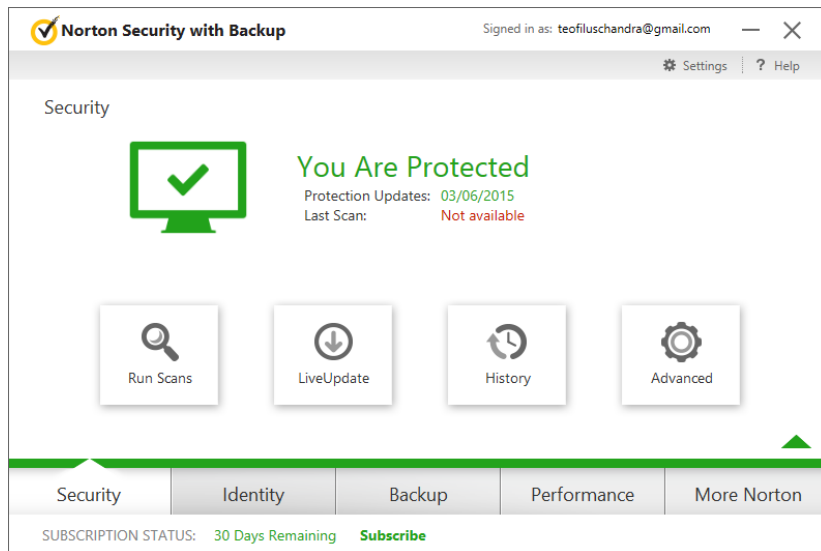 Norton Security with Backup Signed in as: teofiluschandra@gmail.com
Settings ? Help
Security
You Are Protected
Protection Updates: 03/06/2015
Last Scan: Not available
Run Scans LiveUpdate History Advanced
Security Identity Backup Performance More Norton
SUBSCRIPTION STATUS: 30 Days Remaining Subscribe